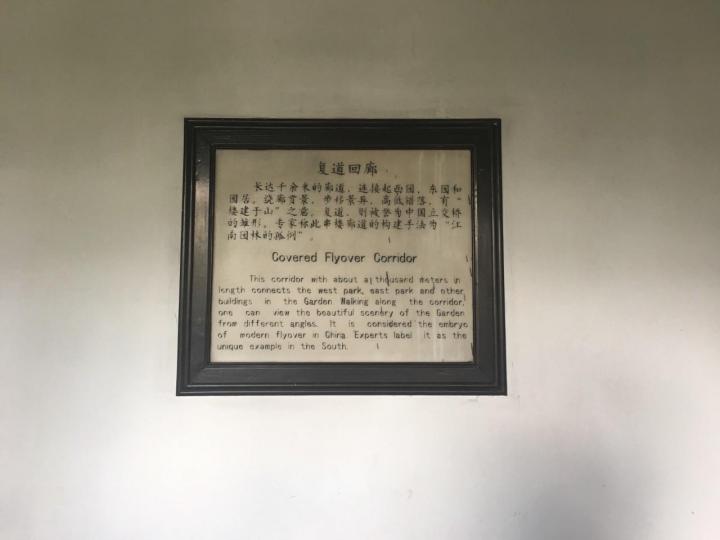 复道回廊
长达千余米的廊道，连接起西园，东园和
园居。绕廊赏景，步移景异，高低错落，有“
楼建于山”之意。复道，则被誉为中国立交桥
的雏形。专家称此串楼廊道的构建手法为“江
南园林的孤例”
Covered Flyover Corridor
This corridor with about a thousand meters in
length connects the west park, east park and other
buildings in the Garden Walking along the corridor,
one can view the beautiful scenery of the Garden
from different angles. It is considered the embryo
of modern flyover in China. Experts label it as the
unique example in the South.